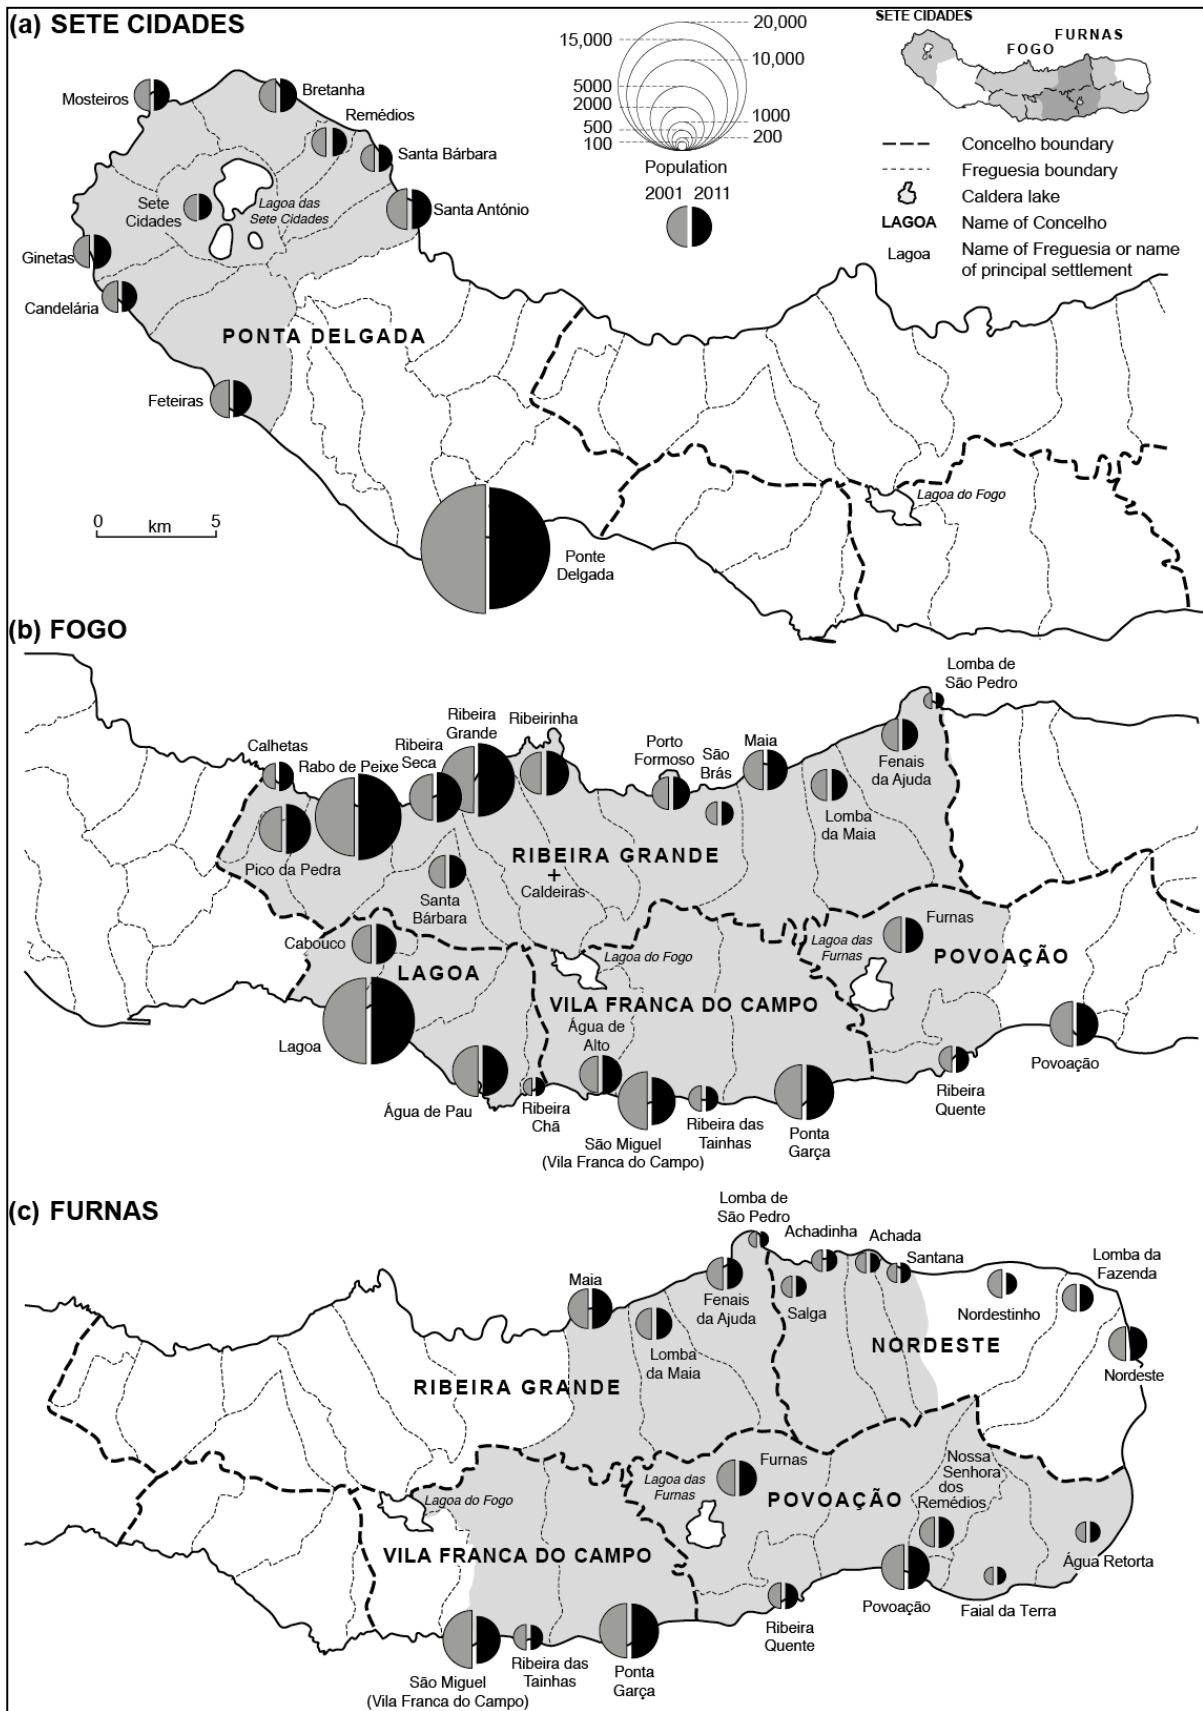 (a) SETE CIDADES
Mosteiros
Bretanha
Remédios
Santa Bárbara
Sete
Cidades
Lagoa das
Sete Cidades
Santa António
Ginetas
Candelária
PONTA DELGADA
Feteiras
0 5
km
Ponte
Delgada
Lagoa do Fogo
20,000
15,000
10,000
5000
2000
1000
500
200
100
Population
2001 2011
SETE CIDADES
FOGO
FURNAS
Concelho boundary
Freguesia boundary
Caldera lake
LAGOA Name of Concelho
Lagoa Name of Freguesia or name
of principal settlement
(b) FOGO
Lomba de
São Pedro
Calhetas
Rabo de Peixe
Ribeira
Seca
Ribeira
Grande
Ribeirinha
Porto
Formoso
São
Brás
Maia
Fenais
da Ajuda
Lomba
da Maia
Pico da Pedra
Santa
Bárbara
RIBEIRA GRANDE
+
Caldeiras
Cabouco
LAGOA
Lagoa do Fogo
Lagoa das
Furnas
Furnas
POVOAÇÃO
VILA FRANCA DO CAMPO
Lagoa
Água de
Alto
Água de Pau
Ribeira
Chã
São Miguel
(Vila Franca do Campo)
Ribeira das
Tainhas
Ponta
Garça
Ribeira
Quente
Povoação
(c) FURNAS
Lomba de
São Pedro
Achadinha
Achada
Santana
Lomba da
Fazenda
Maia
Fenais
da Ajuda
Salga
Nordestinho
Lomba
da Maia
NORDESTE
Nordeste
RIBEIRA GRANDE
Furnas
Lagoa das
Furnas
Nossa
Senhora
dos
Remédios
POVOAÇÃO
Lagoa do Fogo
VILA FRANCA DO CAMPO
Água Retorta
Faial da Terra
Povoação
Ribeira
Quente
São Miguel
(Vila Franca do Campo)
Ribeira das
Tainhas
Ponta
Garça